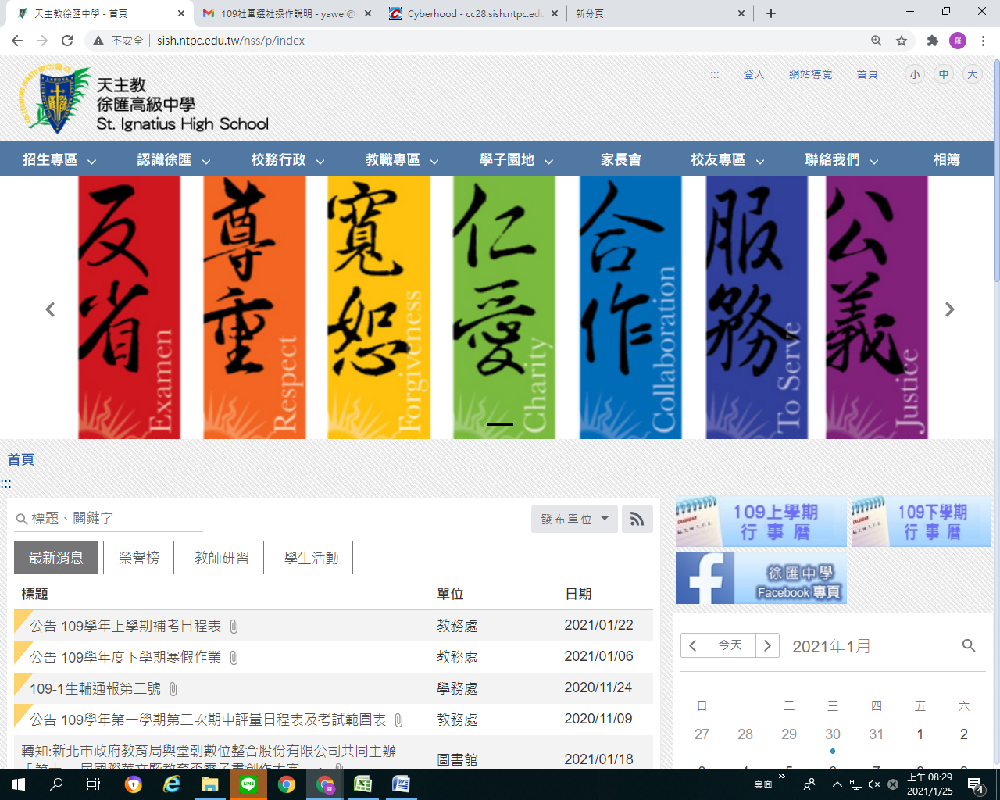 天主教徐匯中學 - 首頁
109社團選社操作說明 - yawei@
Cyberhood - cc28.sish.ntpc.edu
新分頁
不安全
sish.ntpc.edu.tw/nss/p/index
羅
天主教
徐匯高級中學
St. Ignatius High School
:::
登入
網站導覽
首頁
小
中
大
招生專區
認識徐匯
校務行政
教職專區
學子園地
家長會
校友專區
聯絡我們
相簿
反省
Examen
尊重
Respect
寬恕
Forgiveness
仁愛
Charity
合作
Collaboration
服務
To Serve
公義
Justice
首頁
:::
標題、關鍵字
發布單位
最新消息
榮譽榜
教師研習
學生活動
標題 單位 日期
公告 109學年上學期補考日程表 教務處 2021/01/22
公告 109學年度下學期寒假作業 教務處 2021/01/06
109-1生輔通報第二號 學務處 2020/11/24
公告 109學年第一學期第二次期中評量日程表及考試範圍表 教務處 2020/11/09
轉知:新北市政府教育局與堂朝數位整合股份有限公司共同主辦
圖書館 2021/01/18
CALENDAR
M.T.W.T.F.S.
109上學期
行事曆
CALENDAR
M.T.W.T.F.S.
109下學期
行事曆
徐匯中學
Facebook 專頁
今天
2021年1月
日 一 二 三 四 五 六
27 28 29 30 31 1 2
LINE
羅
桌面
上午 08:29
2021/1/25
4